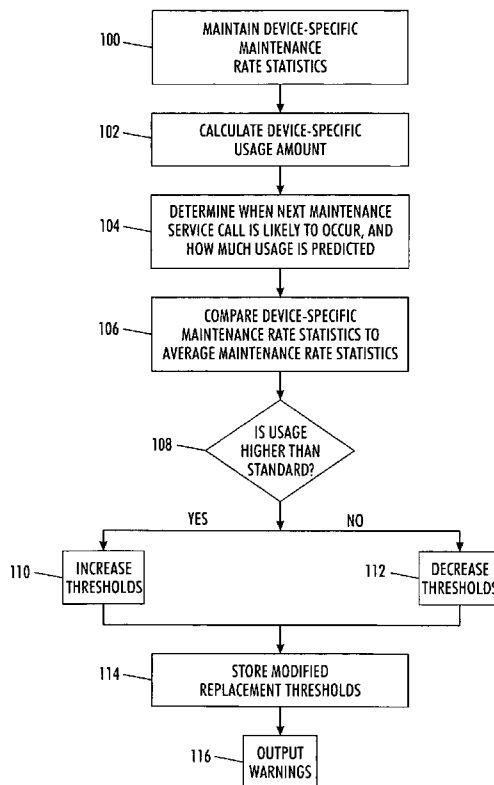 100
MAINTAIN DEVICE-SPECIFIC
MAINTENANCE
RATE STATISTICS
102
CALCULATE DEVICE-SPECIFIC
USAGE AMOUNT
104
DETERMINE WHEN NEXT MAINTENANCE
SERVICE CALL IS LIKELY TO OCCUR, AND
HOW MUCH USAGE IS PREDICTED
106
COMPARE DEVICE-SPECIFIC
MAINTENANCE RATE STATISTICS TO
AVERAGE MAINTENANCE RATE STATISTICS
108
IS USAGE
HIGHER THAN
STANDARD?
YES
NO
110
INCREASE
THRESHOLDS
112
DECREASE
THRESHOLDS
114
STORE MODIFIED
REPLACEMENT THRESHOLDS
116
OUTPUT
WARNINGS